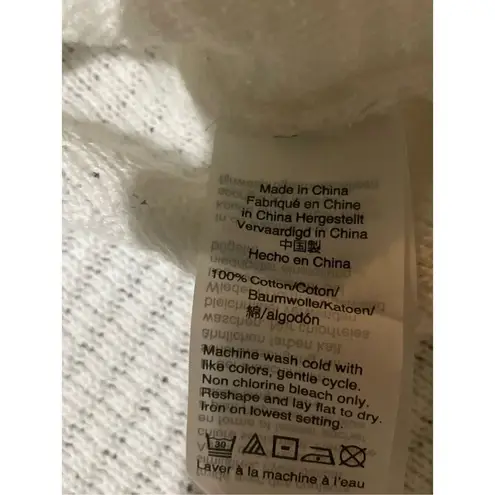 Made in China
Fabriqué en Chine
in China Hergestellt
Vervaardigd in China
中国製
Hecho en China
100% Cotton/Coton/
Baumwolle/Katoen/
綿/algodón
Machine wash cold with
like colors, gentle cycle.
Non chlorine bleach only.
Reshape and lay flat to dry.
Iron on lowest setting.
30
Laver à la machine à l'eau